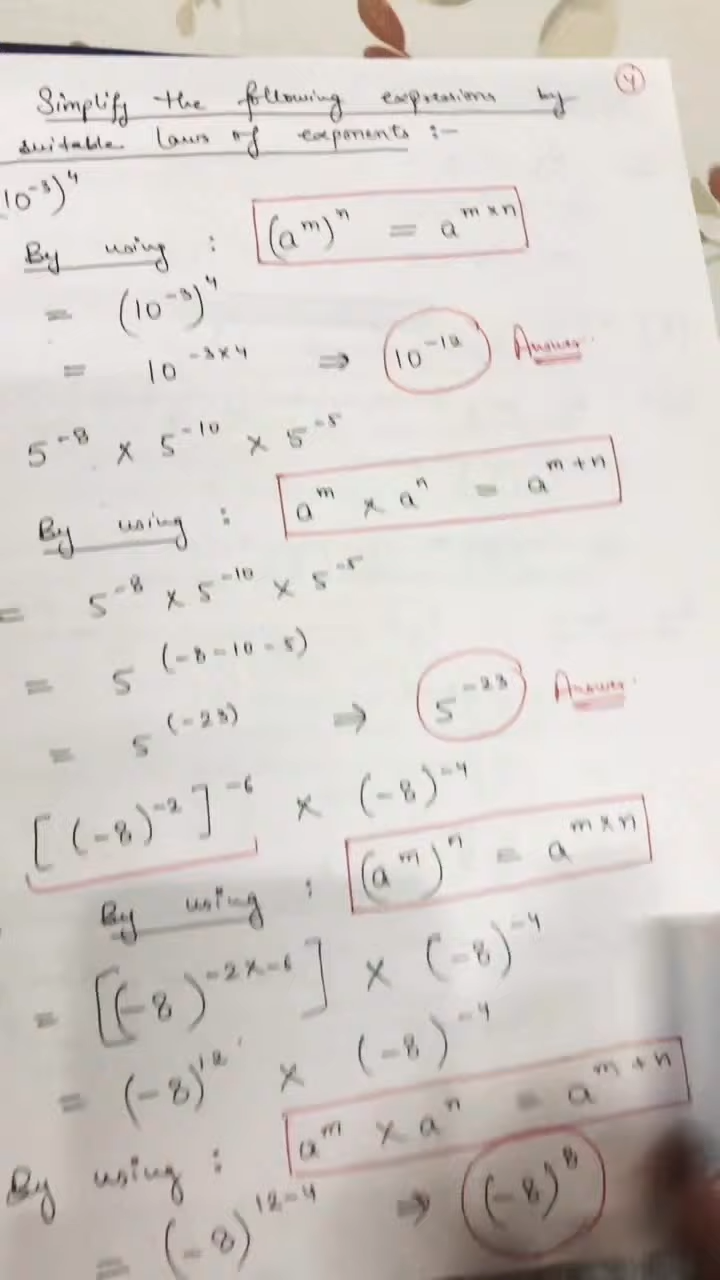 (4)
Simplify the following expressions by
suitable laws of exponents :-
10⁻³)⁴
By using : (aᵐ)ⁿ = aᵐˣⁿ
= (10⁻³)⁴
= 10⁻³ˣ⁴ ⇒ 10⁻¹² Answer.
5⁻⁸ × 5⁻¹⁰ × 5⁻⁵
By using : aᵐ × aⁿ = aᵐ⁺ⁿ
= 5⁻⁸ × 5⁻¹⁰ × 5⁻⁵
= 5⁽⁻⁸⁻¹⁰⁻⁵⁾
= 5⁽⁻²³⁾ ⇒ 5⁻²³ Answer.
[(-8)⁻²]⁻⁶ × (-8)⁻⁴
By using : (aᵐ)ⁿ = aᵐˣⁿ
= [(-8)⁻²ˣ⁻⁶] × (-8)⁻⁴
= (-8)¹² × (-8)⁻⁴
By using : aᵐ × aⁿ = aᵐ⁺ⁿ
= (-8)¹²⁻⁴ ⇒ (-8)⁸